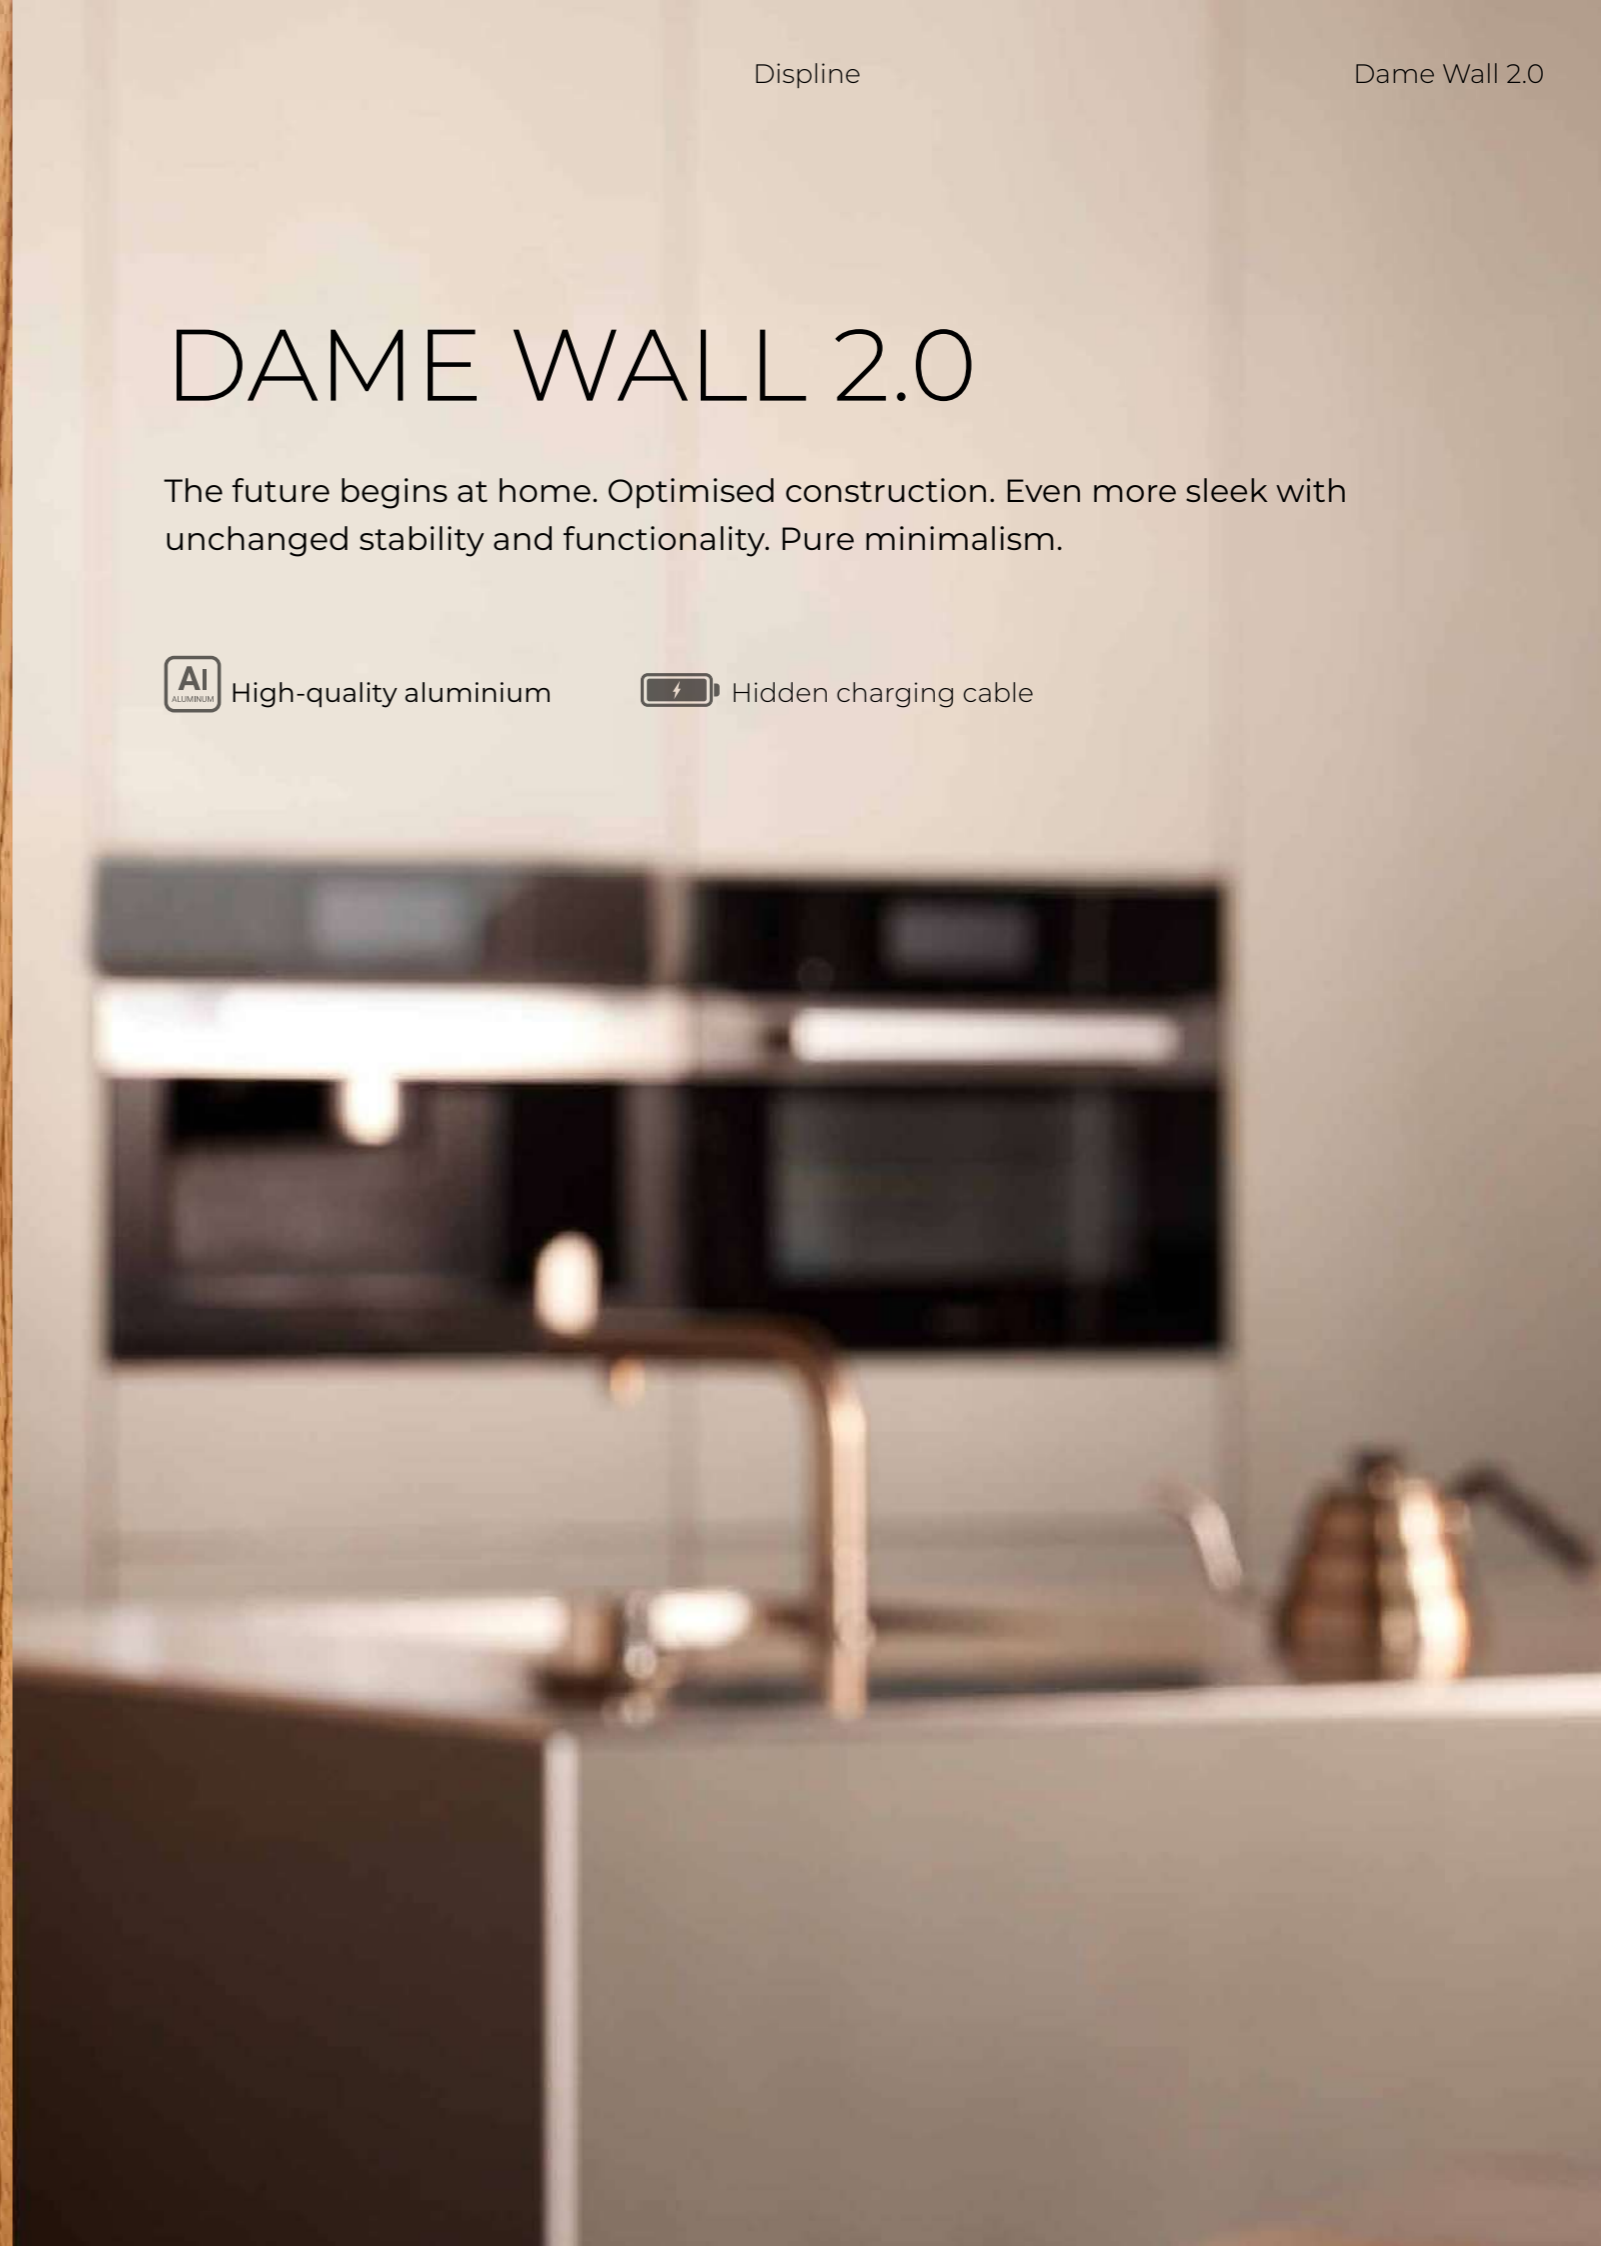 Displine
Dame Wall 2.0
DAME WALL 2.0
The future begins at home. Optimised construction. Even more sleek with
unchanged stability and functionality. Pure minimalism.
Al
ALUMINUM
High-quality aluminium
Hidden charging cable